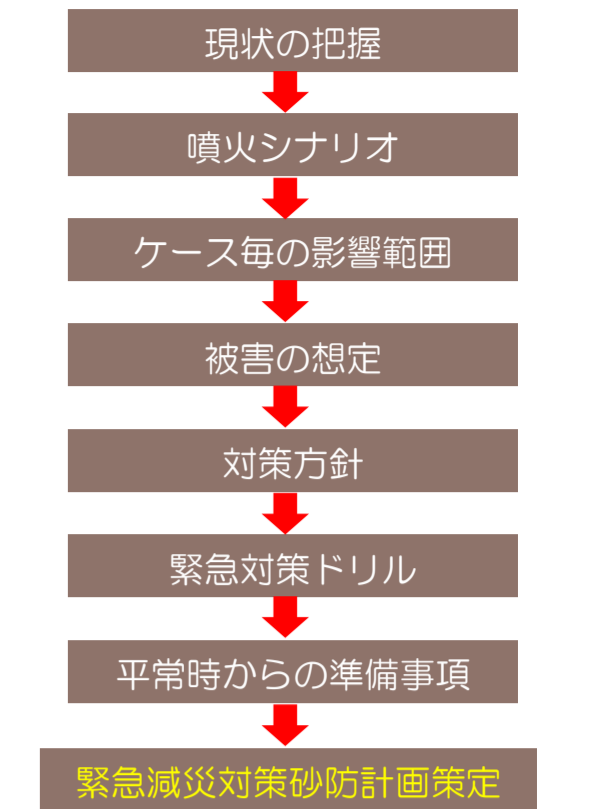 現状の把握
噴火シナリオ
ケース毎の影響範囲
被害の想定
対策方針
緊急対策ドリル
平常時からの準備事項
緊急減災対策砂防計画策定